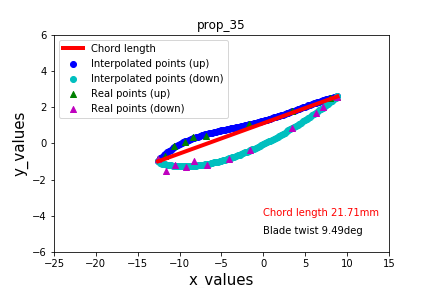 prop_35
Chord length
Interpolated points (up)
Interpolated points (down)
Real points (up)
Real points (down)
6
4
2
0
−2
−4
−6
y_values
Chord length 21.71mm
Blade twist 9.49deg
−25 −20 −15 −10 −5 0 5 10 15
x_values